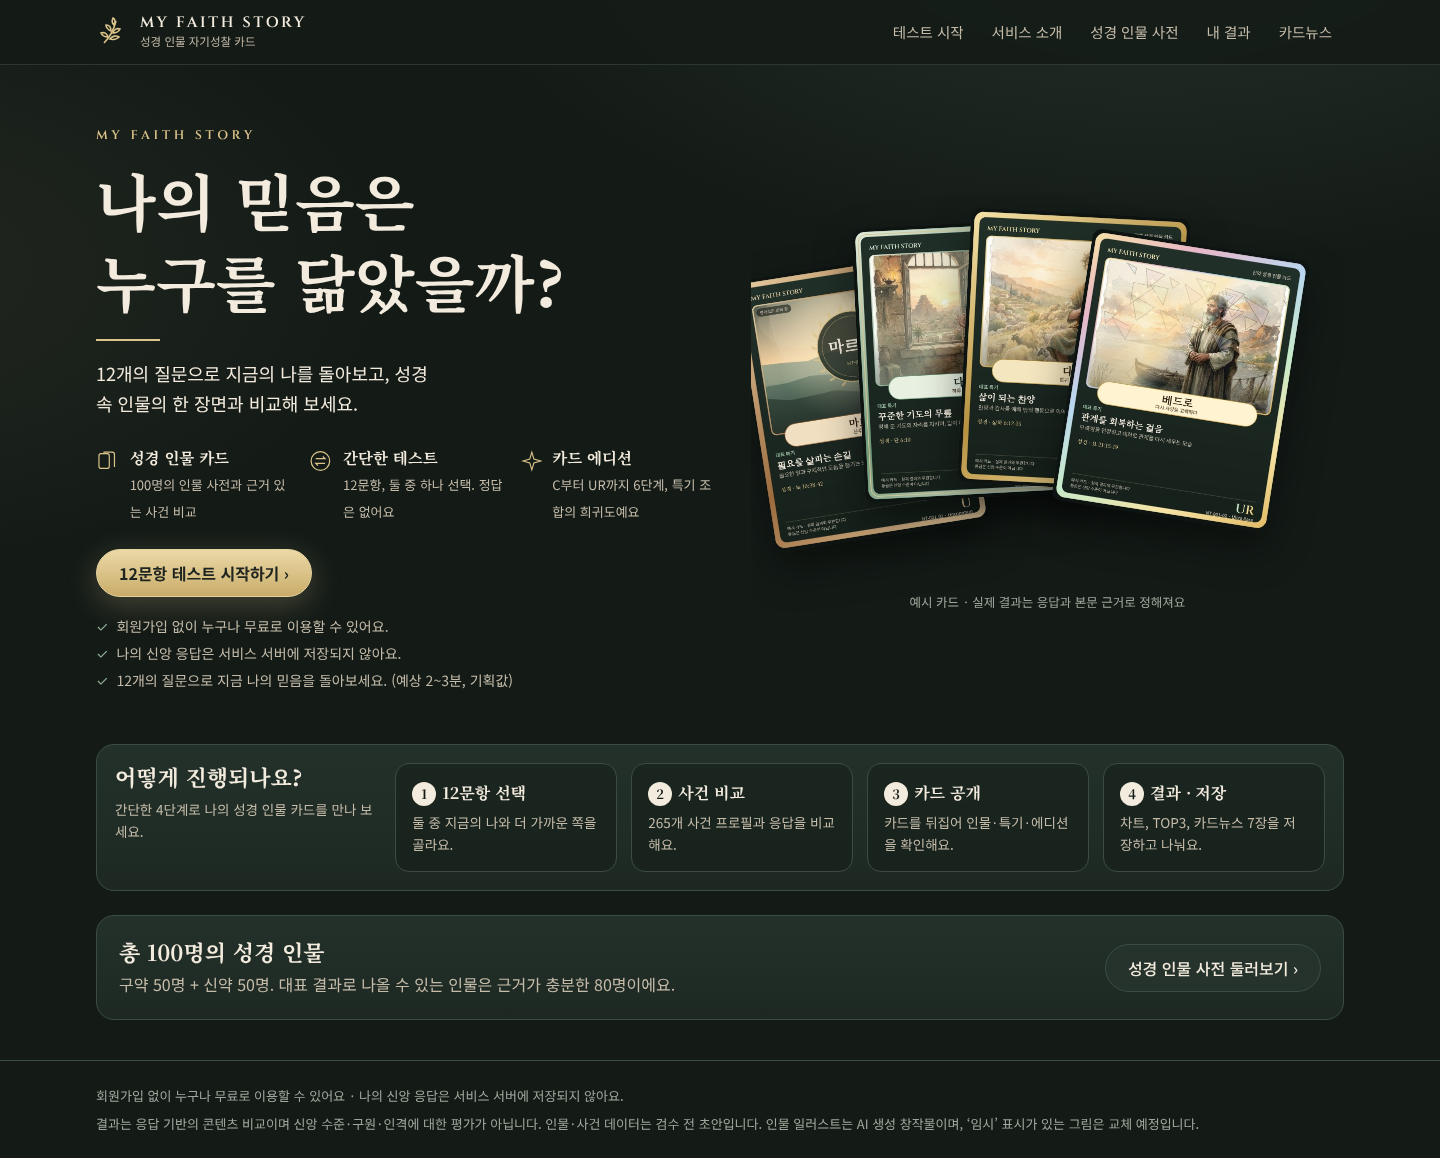 MY FAITH STORY
성경 인물 자기성찰 카드
테스트 시작
서비스 소개
성경 인물 사전
내 결과
카드뉴스
MY FAITH STORY
나의 믿음은
누구를 닮았을까?
12개의 질문으로 지금의 나를 돌아보고, 성경
속 인물의 한 장면과 비교해 보세요.
성경 인물 카드
100명의 인물 사전과 근거 있
는 사건 비교
간단한 테스트
12문항, 둘 중 하나 선택. 정답
은 없어요
카드 에디션
C부터 UR까지 6단계, 특기 조
합의 희귀도예요
12문항 테스트 시작하기 ›
회원가입 없이 누구나 무료로 이용할 수 있어요.
나의 신앙 응답은 서비스 서버에 저장되지 않아요.
12개의 질문으로 지금 나의 믿음을 돌아보세요. (예상 2~3분, 기획값)
MY FAITH STORY
마르
대표 특기
필요를 살피는 손길
U
MY FAITH STORY
다
대표 특기
꾸준한 기도의 무릎
성경 · 단 6:10
MY FAITH STORY
다
대표 특기
삶이 되는 찬양
MY FAITH STORY
베드로
대표 특기
관계를 회복하는 걸음
성경 · 요 21:15-19
UR
예시 카드 · 실제 결과는 응답과 본문 근거로 정해져요
어떻게 진행되나요?
간단한 4단계로 나의 성경 인물 카드를 만나 보
세요.
1 12문항 선택
둘 중 지금의 나와 더 가까운 쪽을
골라요.
2 사건 비교
265개 사건 프로필과 응답을 비교
해요.
3 카드 공개
카드를 뒤집어 인물·특기·에디션
을 확인해요.
4 결과 · 저장
차트, TOP3, 카드뉴스 7장을 저
장하고 나눠요.
총 100명의 성경 인물
구약 50명 + 신약 50명. 대표 결과로 나올 수 있는 인물은 근거가 충분한 80명이에요.
성경 인물 사전 둘러보기 ›
회원가입 없이 누구나 무료로 이용할 수 있어요 · 나의 신앙 응답은 서비스 서버에 저장되지 않아요.
결과는 응답 기반의 콘텐츠 비교이며 신앙 수준·구원·인격에 대한 평가가 아닙니다. 인물·사건 데이터는 검수 전 초안입니다. 인물 일러스트는 AI 생성 창작물이며, ‘임시’ 표시가 있는 그림은 교체 예정입니다.